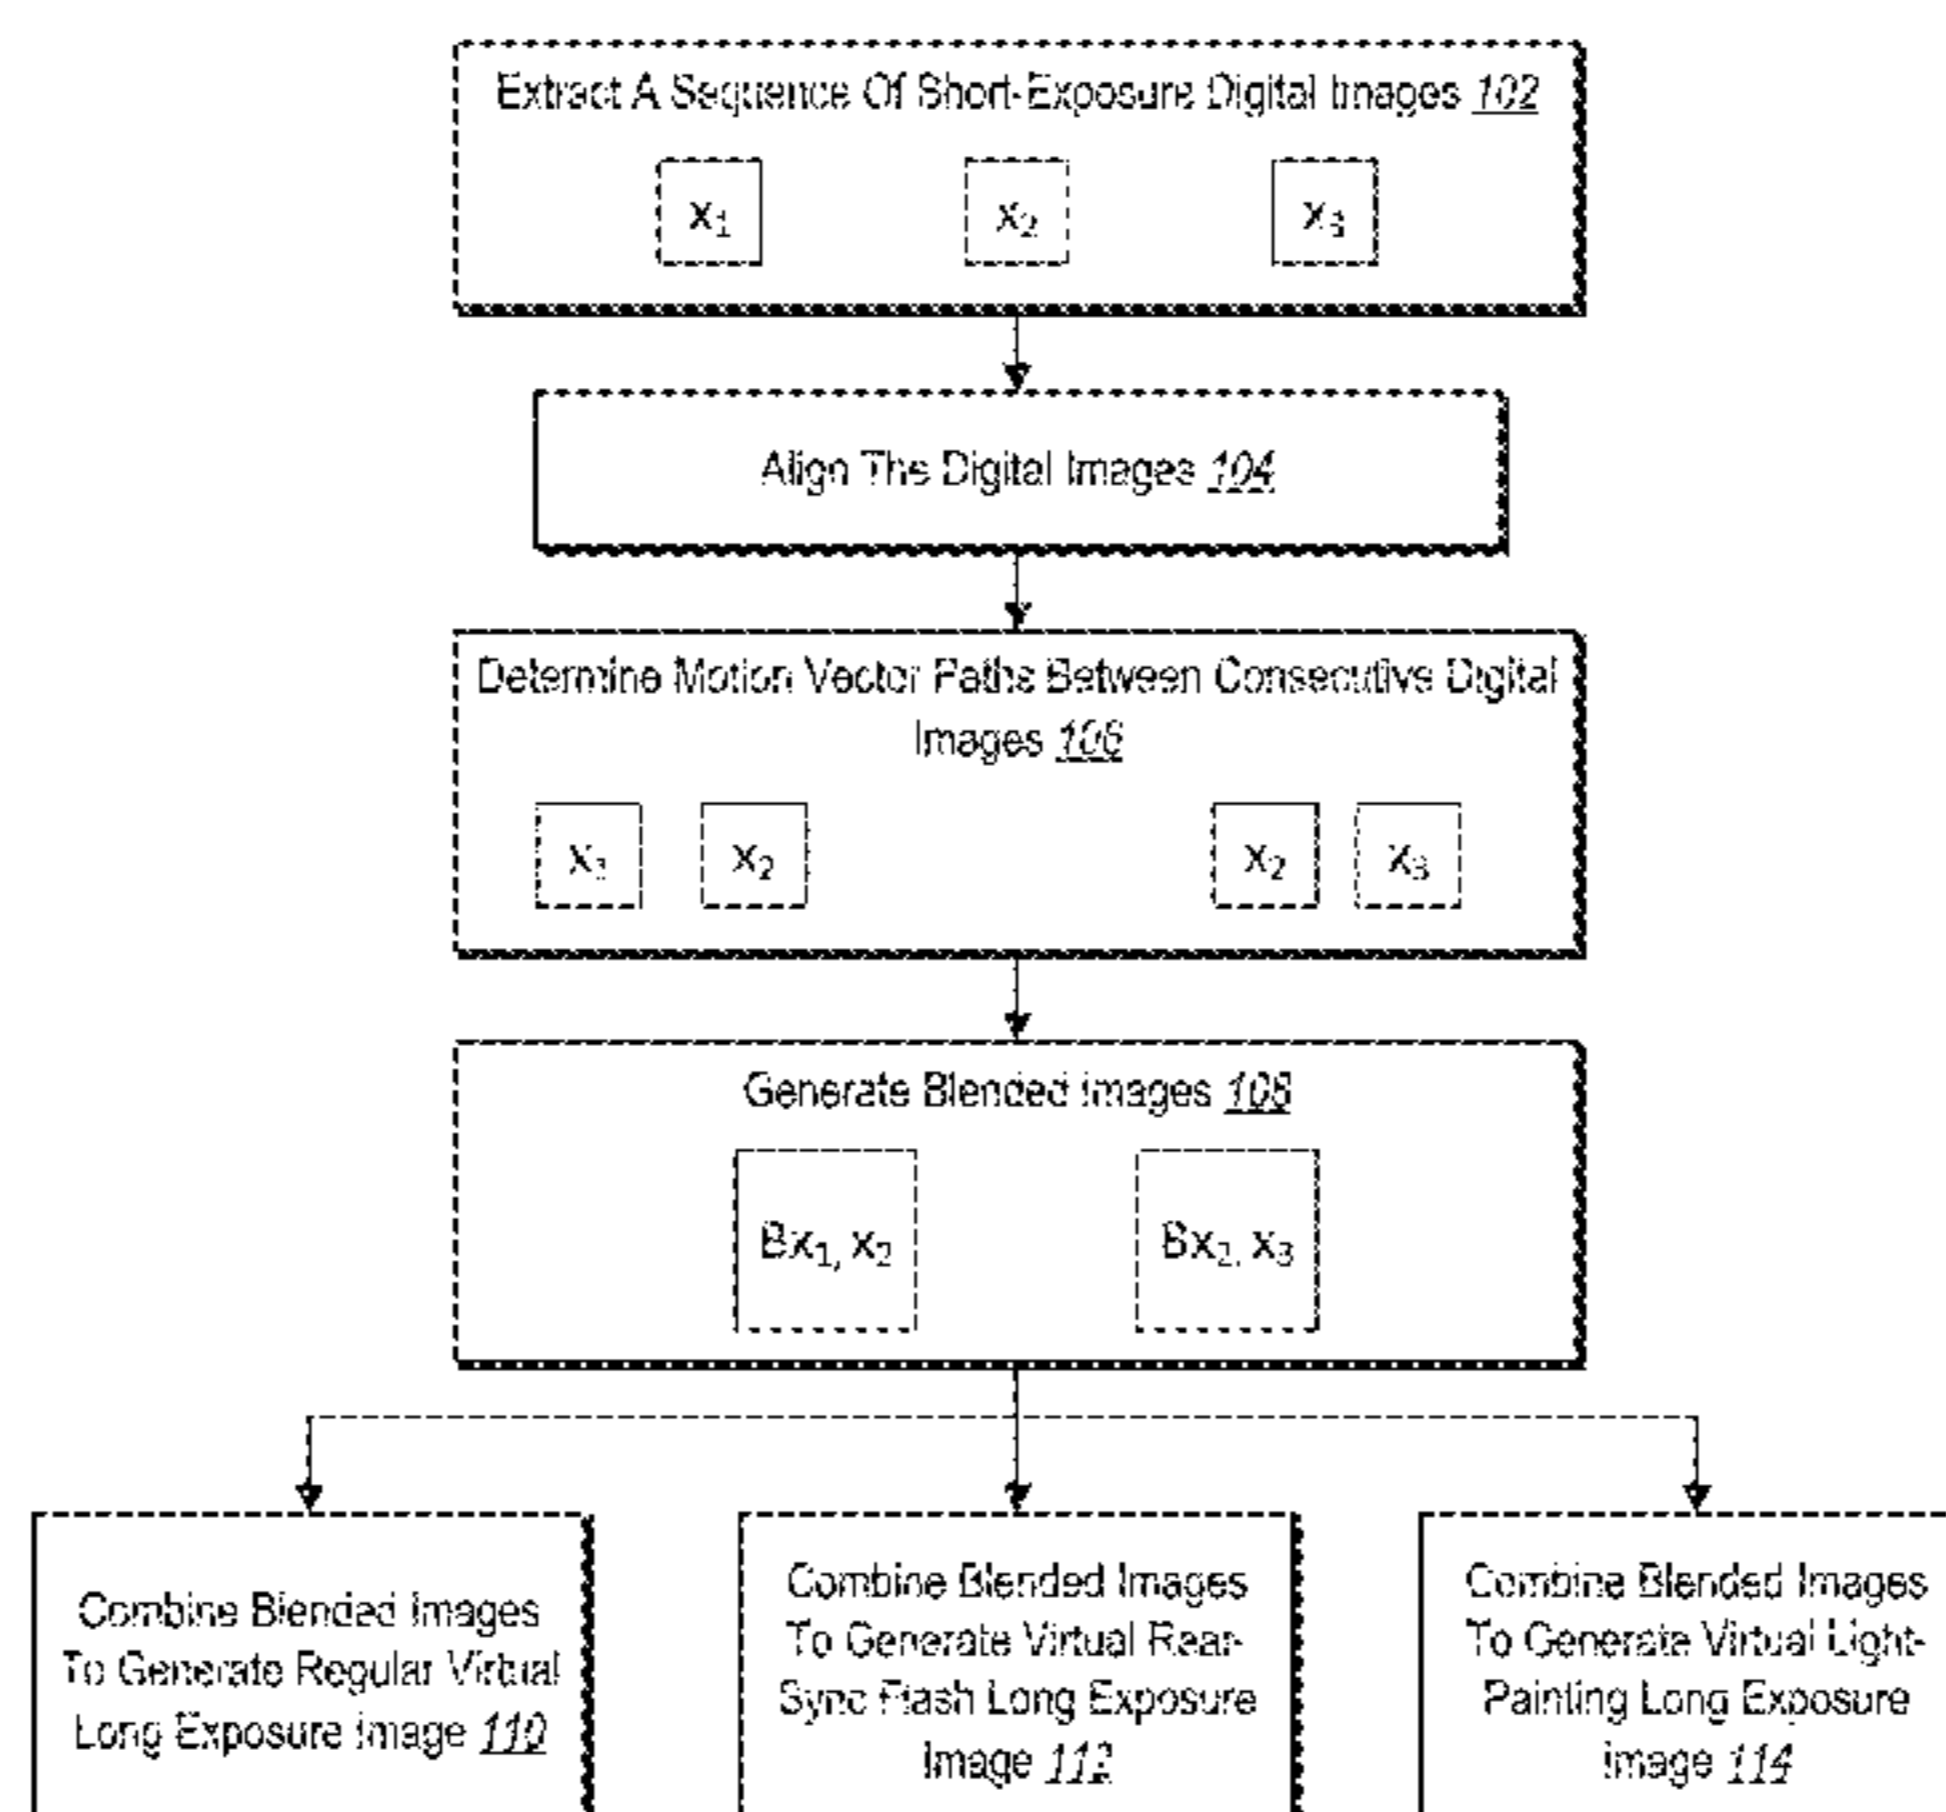 Extract A Sequence Of Short-Exposure Digital Images 102
x1 x2 x3
Align The Digital Images 104
Determine Motion Vector Paths Between Consecutive Digital
Images 106
x1 x2 x2 x3
Generate Blended Images 108
Bx1, x2 Bx2, x3
Combine Blended Images
To Generate Regular Virtual
Long Exposure Image 110
Combine Blended Images
To Generate Virtual Rear-
Sync Flash Long Exposure
Image 112
Combine Blended Images
To Generate Virtual Light-
Painting Long Exposure
Image 114